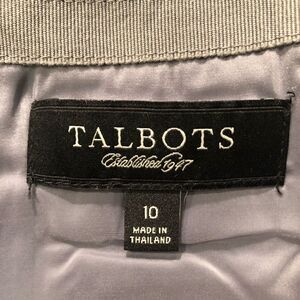 TALBOTS
Established 1947
10
MADE IN
THAILAND